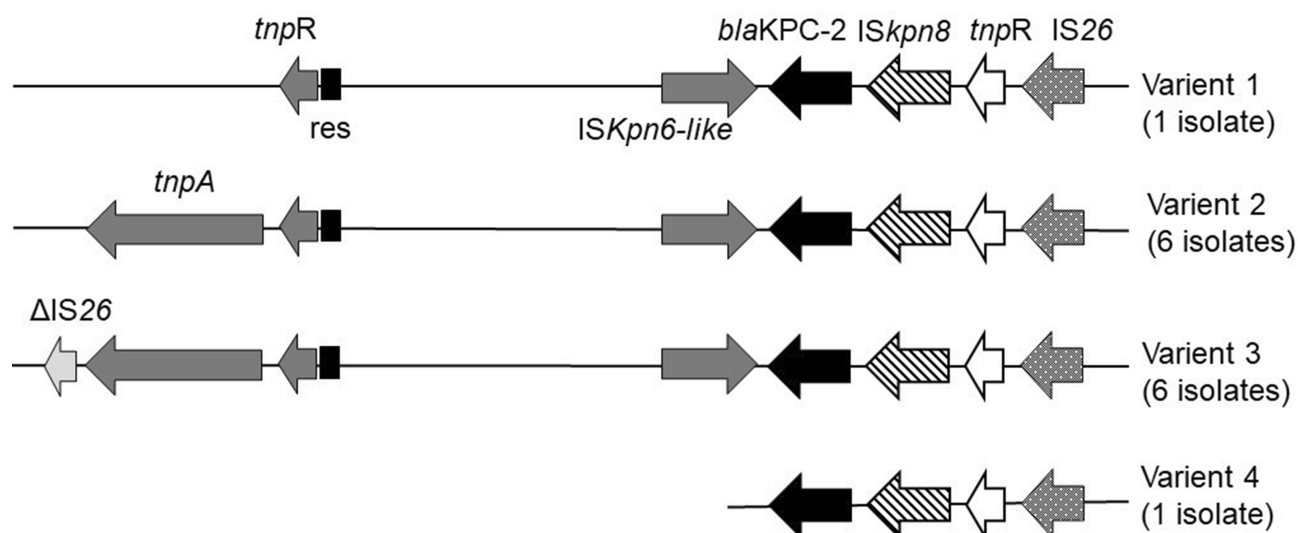 tnpR
blaKPC-2 ISkpn8 tnpR IS26
res
ISKpn6-like
Varient 1
(1 isolate)
tnpA
Varient 2
(6 isolates)
ΔIS26
Varient 3
(6 isolates)
Varient 4
(1 isolate)